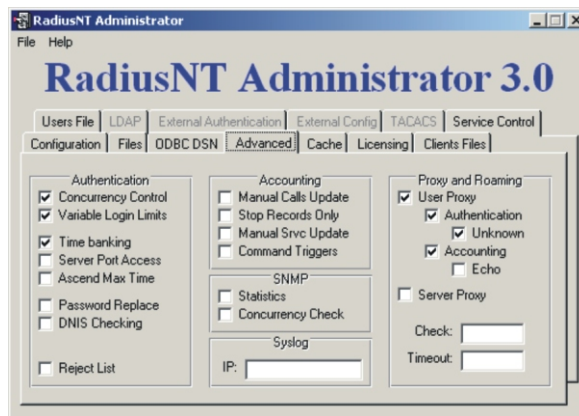 RadiusNT Administrator
File Help
RadiusNT Administrator 3.0
Users File LDAP External Authentication External Config TACACS Service Control
Configuration Files ODBC DSN Advanced Cache Licensing Clients Files
Authentication
Concurrency Control
Variable Login Limits
Time banking
Server Port Access
Ascend Max Time
Password Replace
DNIS Checking
Reject List
Accounting
Manual Calls Update
Stop Records Only
Manual Srvc Update
Command Triggers
SNMP
Statistics
Concurrency Check
Syslog
IP:
Proxy and Roaming
User Proxy
Authentication
Unknown
Accounting
Echo
Server Proxy
Check:
Timeout: